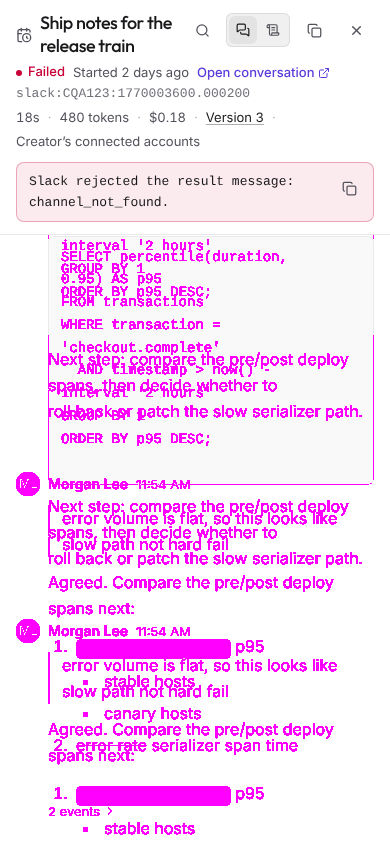 Ship notes for the
release train
Failed Started 2 days ago Open conversation
slack:CQA123:1770003600.000200
18s · 480 tokens · $0.18 · Version 3 ·
Creator's connected accounts
Slack rejected the result message:
channel_not_found.
interval '2 hours'
SELECT percentile(duration,
GROUP BY 1
0.95) AS p95
ORDER BY p95 DESC;
FROM transactions
WHERE transaction =
'checkout.complete'
Next step: compare the pre/post deploy
AND timestamp > now() -
spans, then decide whether to
interval '2 hours'
roll back or patch the slow serializer path.
GROUP BY 1
ORDER BY p95 DESC;
ML Morgan Lee 11:54 AM
Next step: compare the pre/post deploy
error volume is flat, so this looks like
spans, then decide whether to
slow path not hard fail
roll back or patch the slow serializer path.
Agreed. Compare the pre/post deploy
spans next:
ML Morgan Lee 11:54 AM
1. p95
error volume is flat, so this looks like
▪ stable hosts
slow path not hard fail
▪ canary hosts
Agreed. Compare the pre/post deploy
2. error rate serializer span time
spans next:
1. p95
2 events
▪ stable hosts